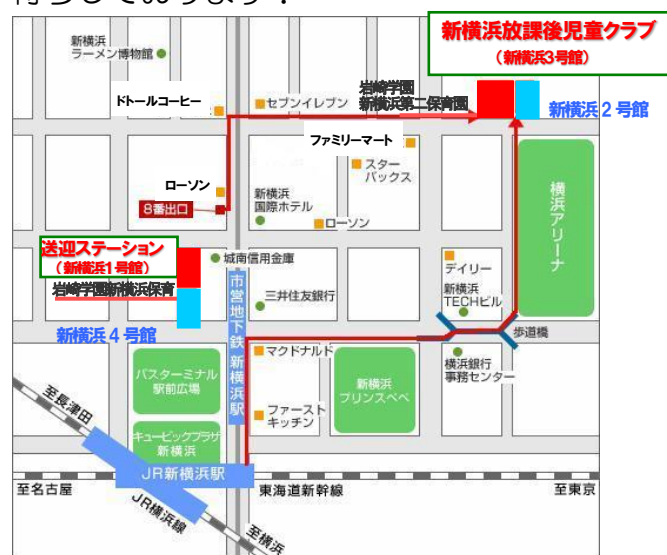 待ちしております！
新横浜放課後児童クラブ
（新横浜3号館）
新横浜
ラーメン博物館
ドトールコーヒー
セブンイレブン
岩崎学園
新横浜第二保育園
新横浜２号館
ファミリーマート
スター
バックス
ローソン
8番出口
新横浜
国際ホテル
ローソン
横浜アリーナ
送迎ステーション
（新横浜1号館）
城南信用金庫
デイリー
岩崎学園新横浜保育
市営地下鉄 新横浜駅
三井住友銀行
新横浜
TECHビル
新横浜４号館
歩道橋
マクドナルド
バスターミナル
駅前広場
新横浜
プリンスペペ
横浜銀行
事務センター
至長津田
ファースト
キッチン
キュービックプラザ
新横浜
JR新横浜駅
至名古屋
東海道新幹線
至東京
JR横浜線
至横浜